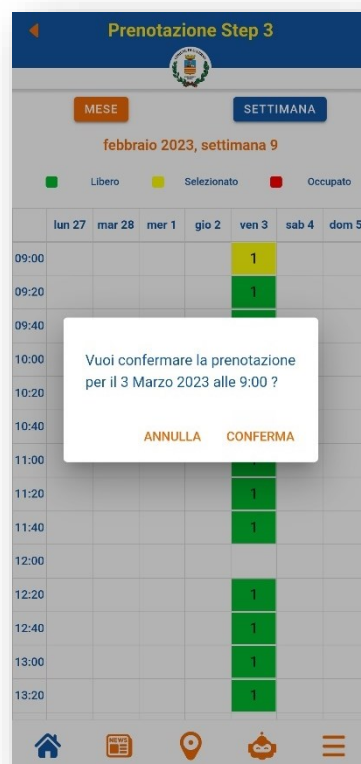 Prenotazione Step 3
MESE
SETTIMANA
febbraio 2023, settimana 9
Libero Selezionato Occupato
lun 27 mar 28 mer 1 gio 2 ven 3 sab 4 dom 5
09:00 1
09:20 1
09:40
10:00
Vuoi confermare la prenotazione
per il 3 Marzo 2023 alle 9:00 ?
10:20
10:40
ANNULLA CONFERMA
11:00
11:20 1
11:40 1
12:00
12:20 1
12:40 1
13:00 1
13:20 1
NEWS